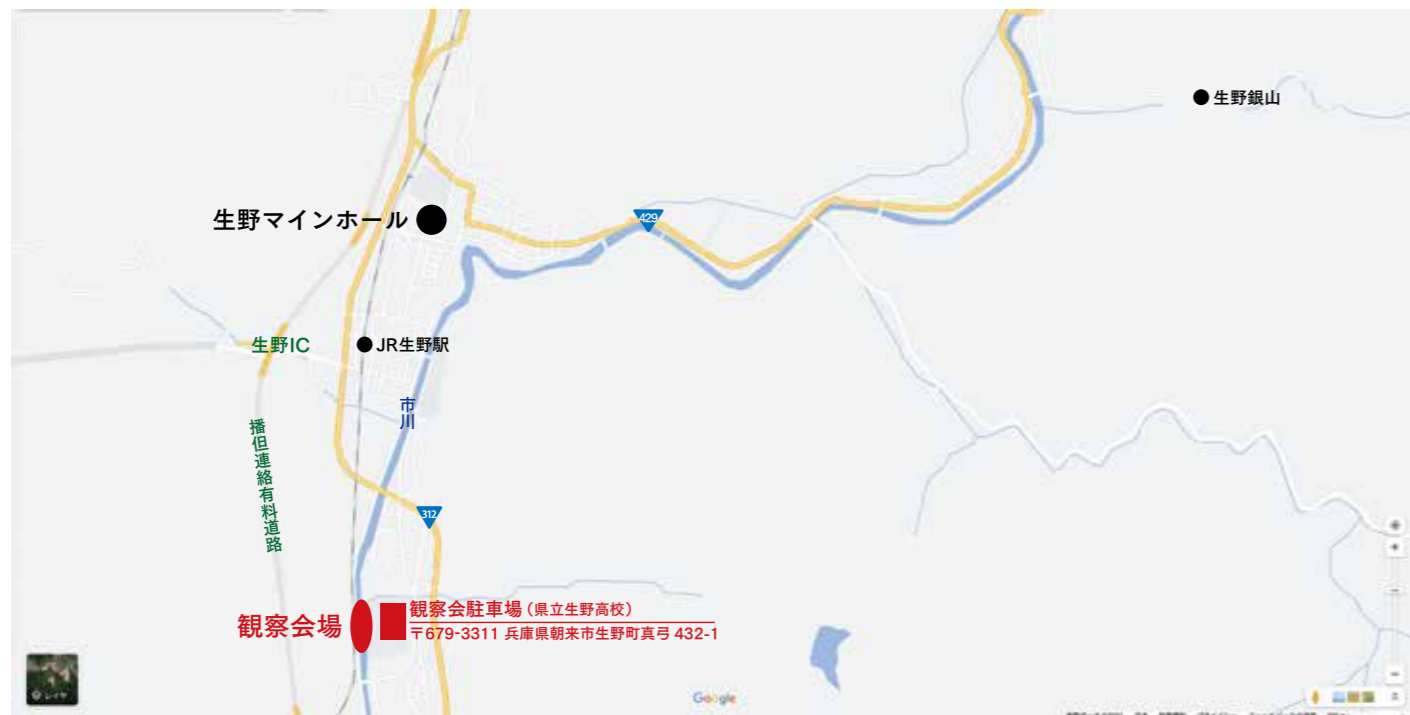 生野銀山
生野マインホール
429
生野IC
JR生野駅
市川
播但連絡有料道路
312
観察会場
観察会駐車場（県立生野高校）
〒679-3311 兵庫県朝来市生野町真弓 432-1
レイヤ
Google